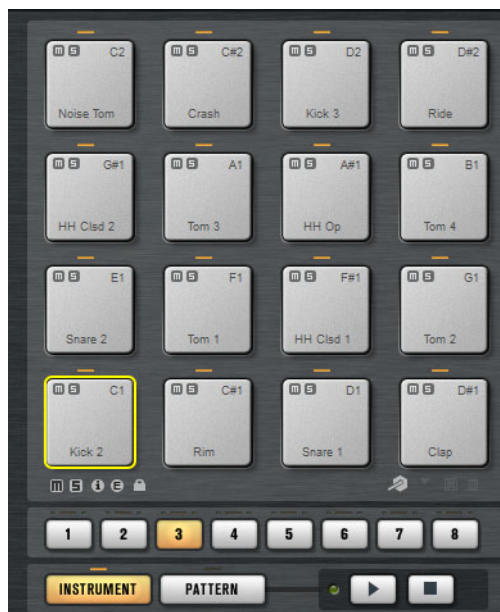 m S C2 m S C#2 m S D2 m S D#2
Noise Tom Crash Kick 3 Ride
m S G#1 m S A1 m S A#1 m S B1
HH Clsd 2 Tom 3 HH Op Tom 4
m S E1 m S F1 m S F#1 m S G1
Snare 2 Tom 1 HH Clsd 1 Tom 2
m S C1 m S C#1 m S D1 m S D#1
Kick 2 Rim Snare 1 Clap
m S i E
1 2 3 4 5 6 7 8
INSTRUMENT PATTERN